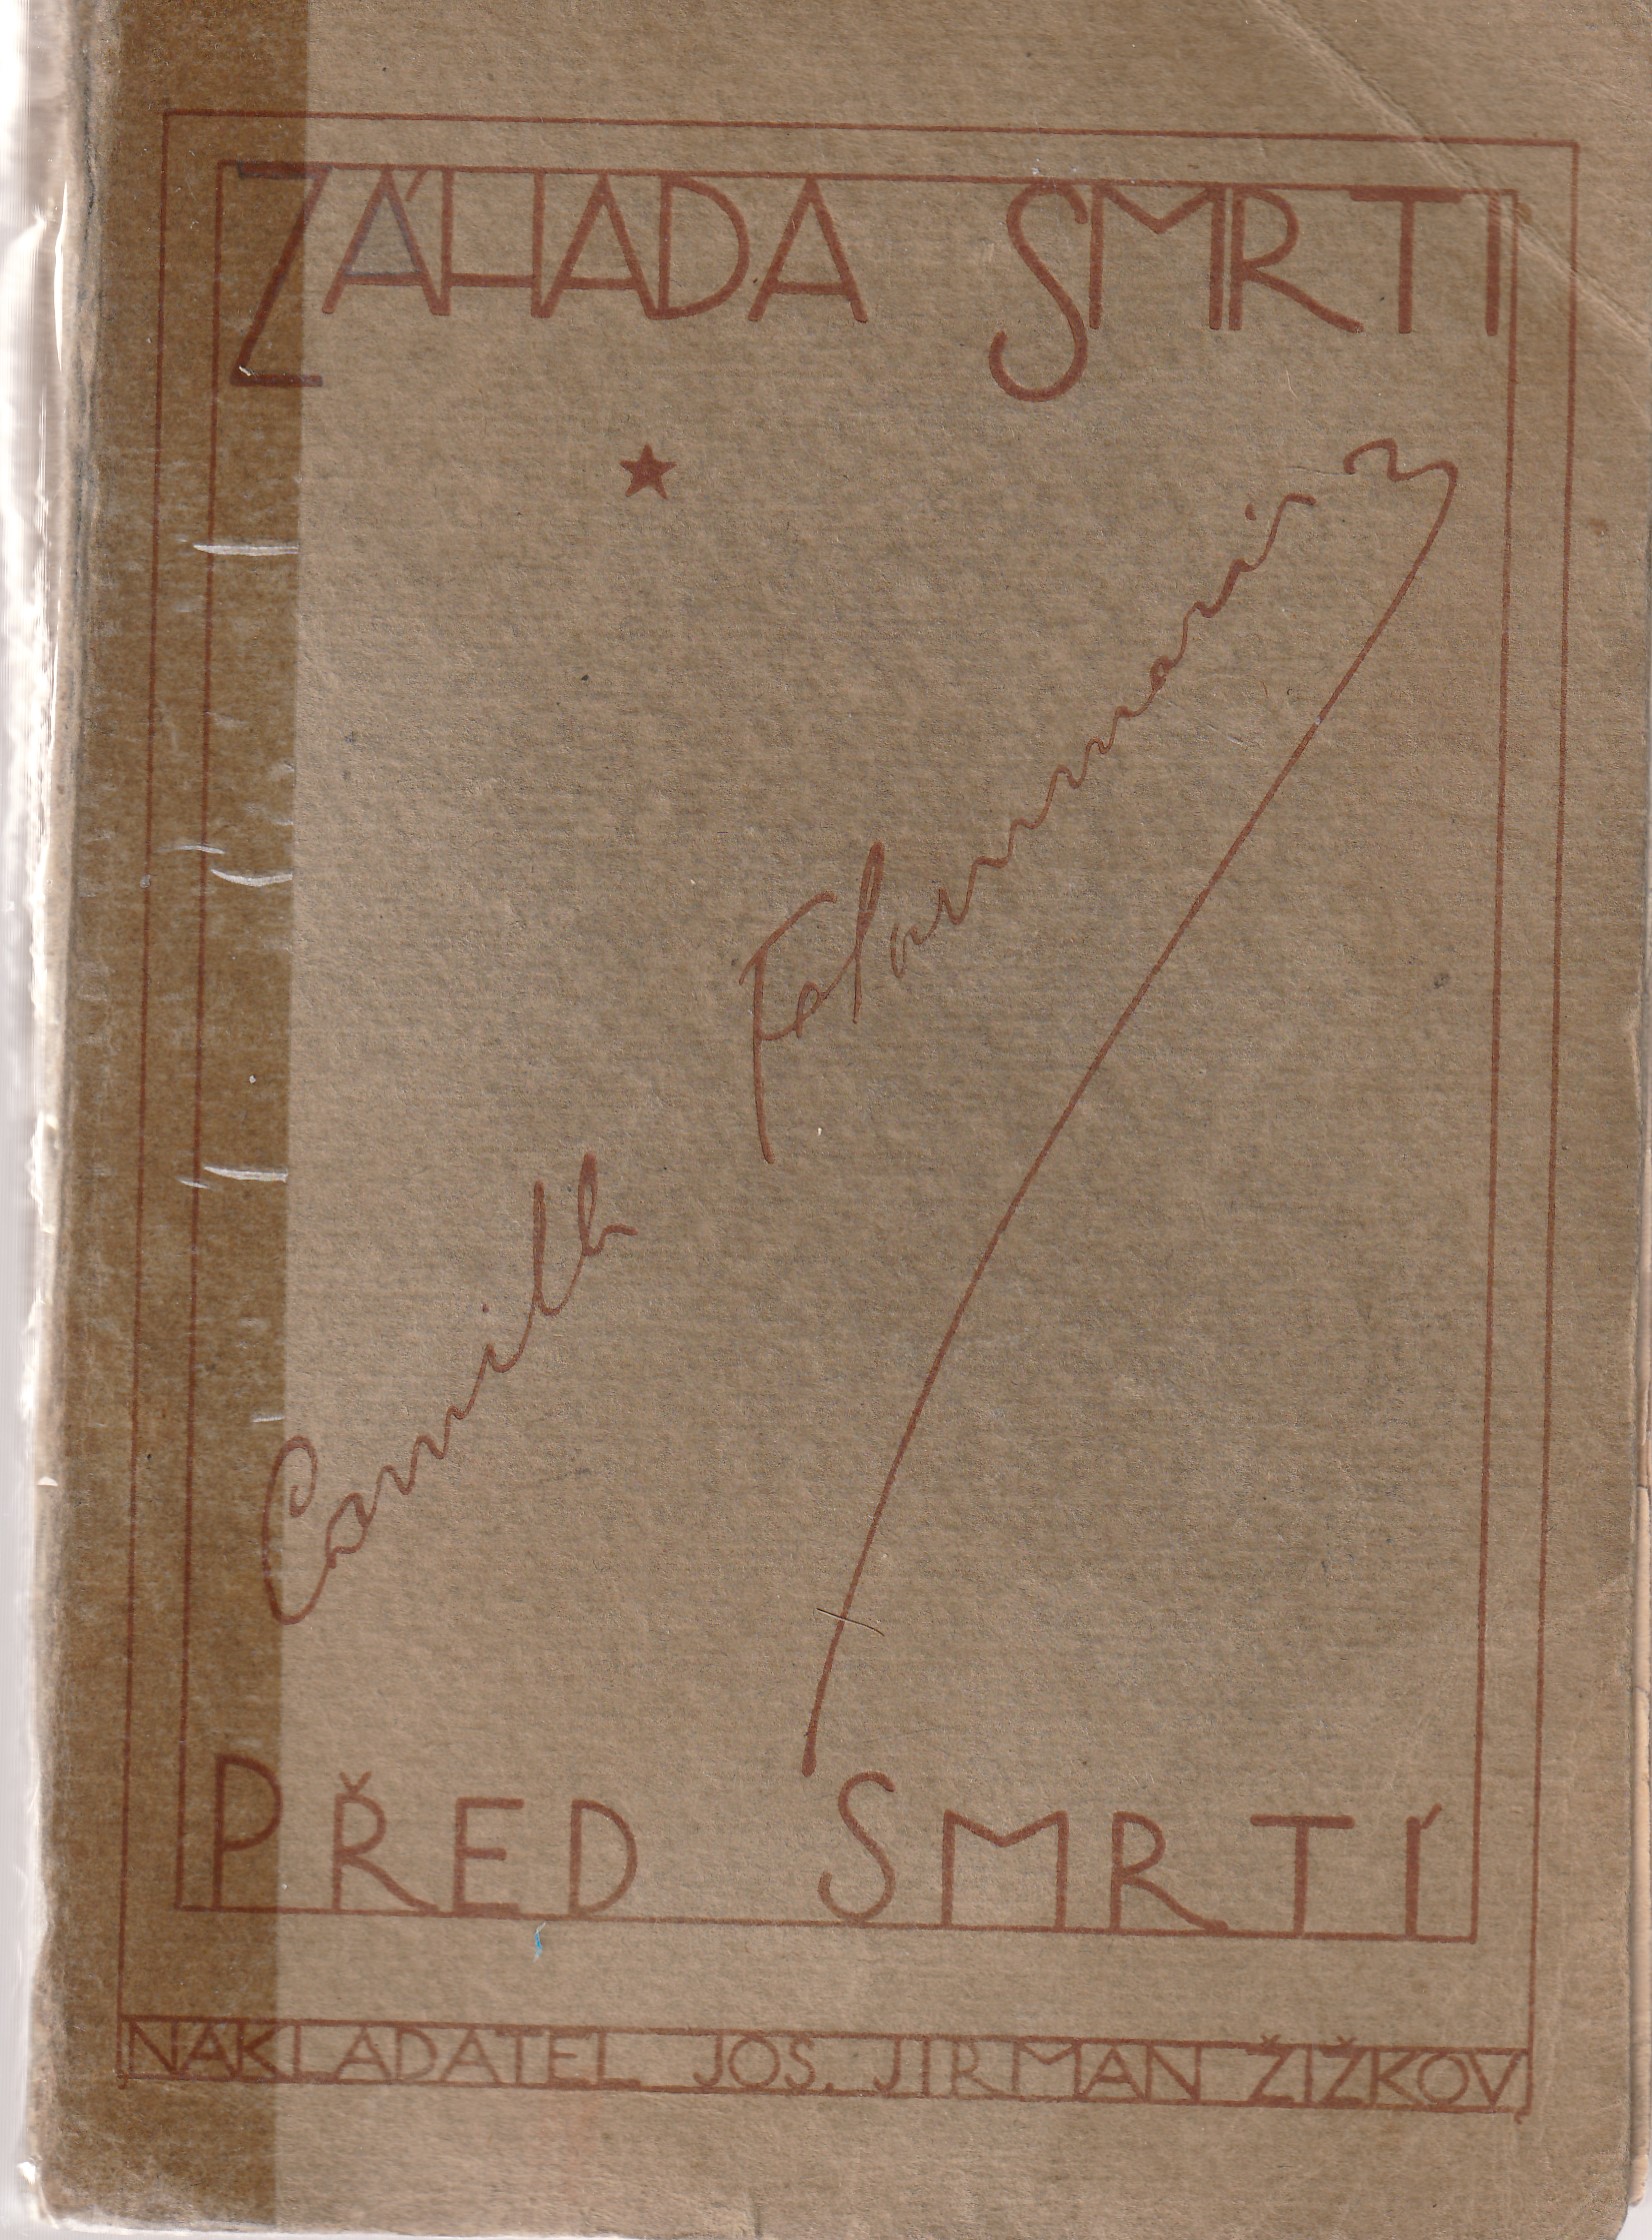 ZÁHADA SMRTI
Camille Flammarion
PŘED SMRTÍ
NAKLADATEL JOS. JIRMAN ŽIŽKOV